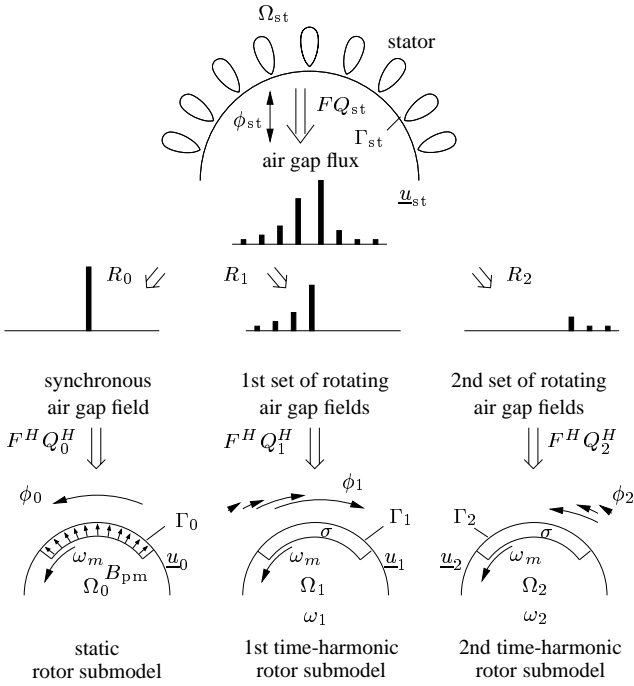 Ω_st
stator
FQ_st
ϕ_st
Γ_st
air gap flux
u_st
R_0
R_1
R_2
synchronous
air gap field
1st set of rotating
air gap fields
2nd set of rotating
air gap fields
F^H Q_0^H
F^H Q_1^H
F^H Q_2^H
ϕ_0
ϕ_1
ϕ_2
Γ_0
Γ_1
Γ_2
σ
σ
ω_m
B_pm
u_0
ω_m
u_1
u_2
ω_m
Ω_0
Ω_1
Ω_2
ω_1
ω_2
static
rotor submodel
1st time-harmonic
rotor submodel
2nd time-harmonic
rotor submodel